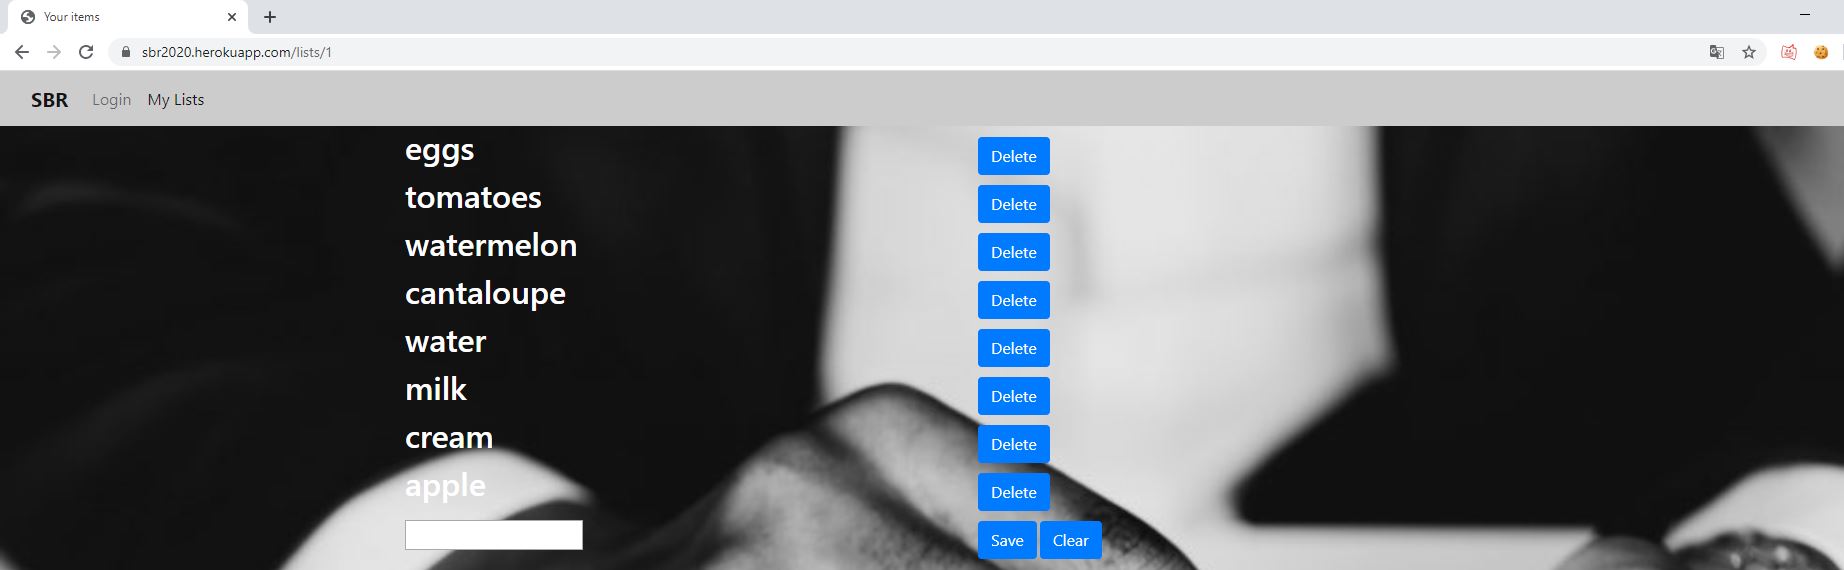 Your items
sbr2020.herokuapp.com/lists/1
SBR Login My Lists
eggs Delete
tomatoes Delete
watermelon Delete
cantaloupe Delete
water Delete
milk Delete
cream Delete
apple Delete
Save Clear